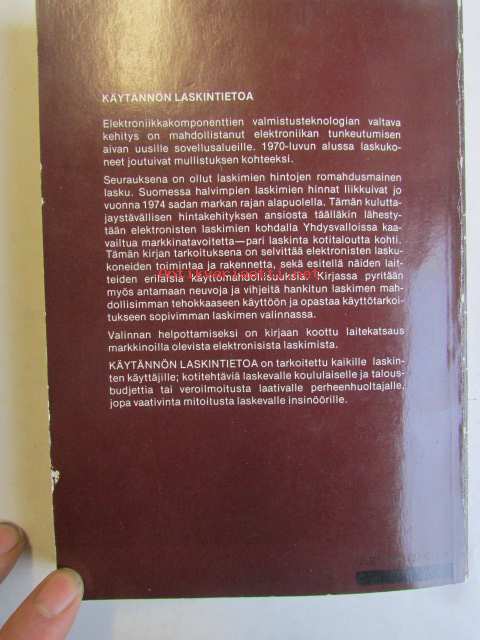 KÄYTÄNNÖN LASKINTIETOA
Elektroniikkakomponenttien valmistusteknologian valtava
kehitys on mahdollistanut elektroniikan tunkeutumisen
aivan uusille sovellusalueille. 1970-luvun alussa laskuko-
neet joutuivat mullistuksen kohteeksi.
Seurauksena on ollut laskimien hintojen romahdusmainen
lasku. Suomessa halvimpien laskimien hinnat liikkuivat jo
vuonna 1974 sadan markan rajan alapuolella. Tämän kulutta-
jaystävällisen hintakehityksen ansiosta täälläkin lähesty-
tään elektronisten laskimien kohdalla Yhdysvalloissa kaa-
vailtua markkinatavoitetta—pari laskinta kotitaloutta kohti.
Tämän kirjan tarkoituksena on selvittää elektronisten lasku-
koneiden toimintaa ja rakennetta, sekä esitellä näiden lait-
teiden erilaisia käyttömahdollisuuksia. Kirjassa pyritään
myös antamaan neuvoja ja vihjeitä hankitun laskimen mah-
dollisimman tehokkaaseen käyttöön ja opastaa käyttötarkoi-
tukseen sopivimman laskimen valinnassa.
Valinnan helpottamiseksi on kirjaan koottu laitekatsaus
markkinoilla olevista elektronisista laskimista.
KÄYTÄNNÖN LASKINTIETOA on tarkoitettu kaikille laskin-
ten käyttäjille; kotitehtäviä laskevalle koululaiselle ja talous-
budjettia tai veroilmoitusta laativalle perheenhuoltajalle,
jopa vaativinta mitoitusta laskevalle insinöörille.